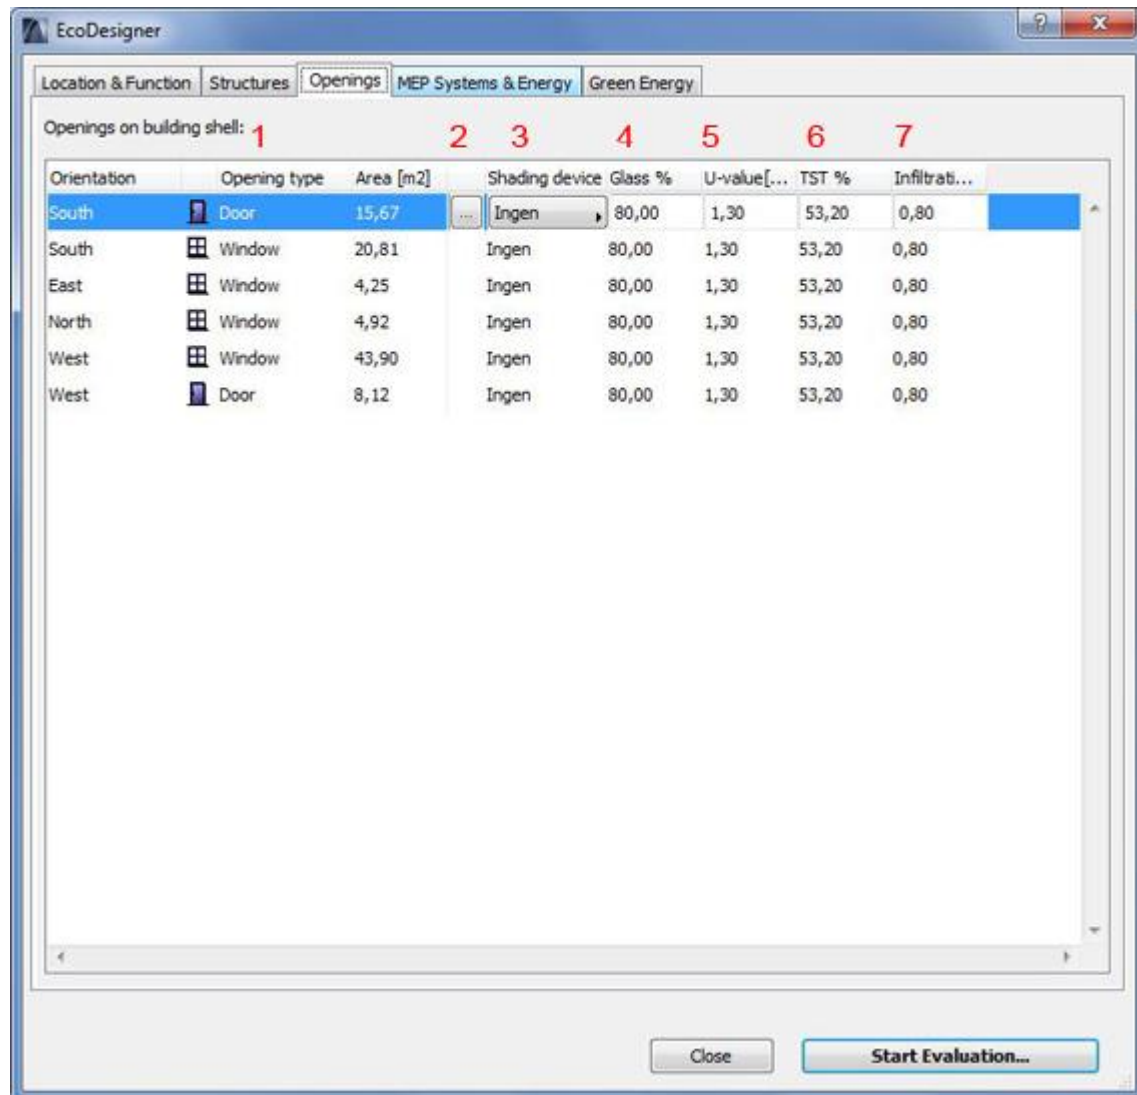 EcoDesigner
Location & Function Structures Openings MEP Systems & Energy Green Energy
Openings on building shell: 1 2 3 4 5 6 7
Orientation Opening type Area [m2] Shading device Glass % U-value[... TST % Infiltrati...
South Door 15,67 ... Ingen 80,00 1,30 53,20 0,80
South Window 20,81 Ingen 80,00 1,30 53,20 0,80
East Window 4,25 Ingen 80,00 1,30 53,20 0,80
North Window 4,92 Ingen 80,00 1,30 53,20 0,80
West Window 43,90 Ingen 80,00 1,30 53,20 0,80
West Door 8,12 Ingen 80,00 1,30 53,20 0,80
Close Start Evaluation...